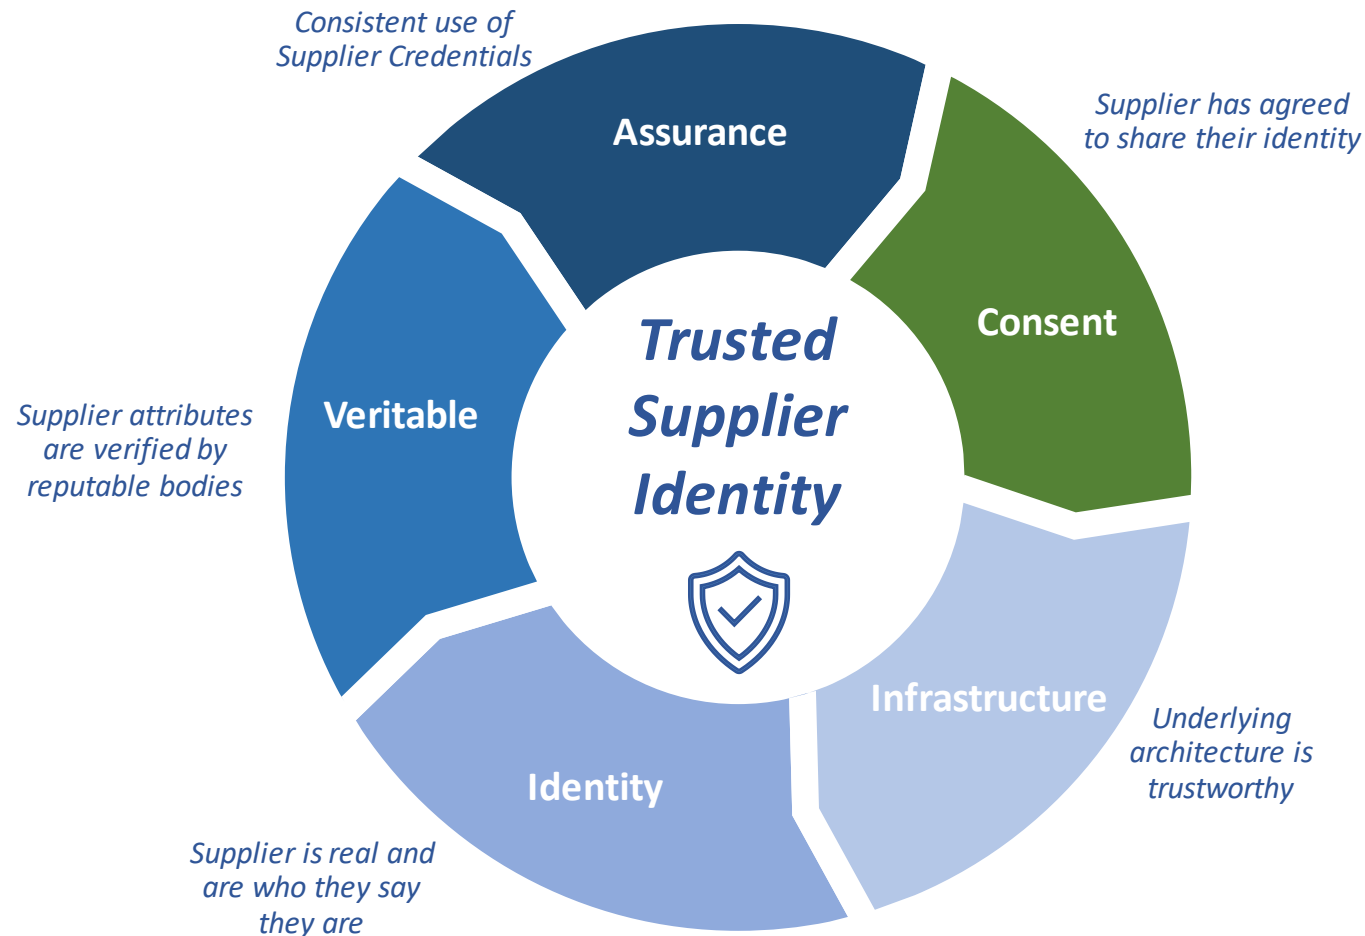 Consistent use of
Supplier Credentials
Assurance
Supplier has agreed
to share their identity
Consent
Trusted
Supplier
Identity
Veritable
Supplier attributes
are verified by
reputable bodies
Infrastructure
Underlying
architecture is
trustworthy
Identity
Supplier is real and
are who they say
they are